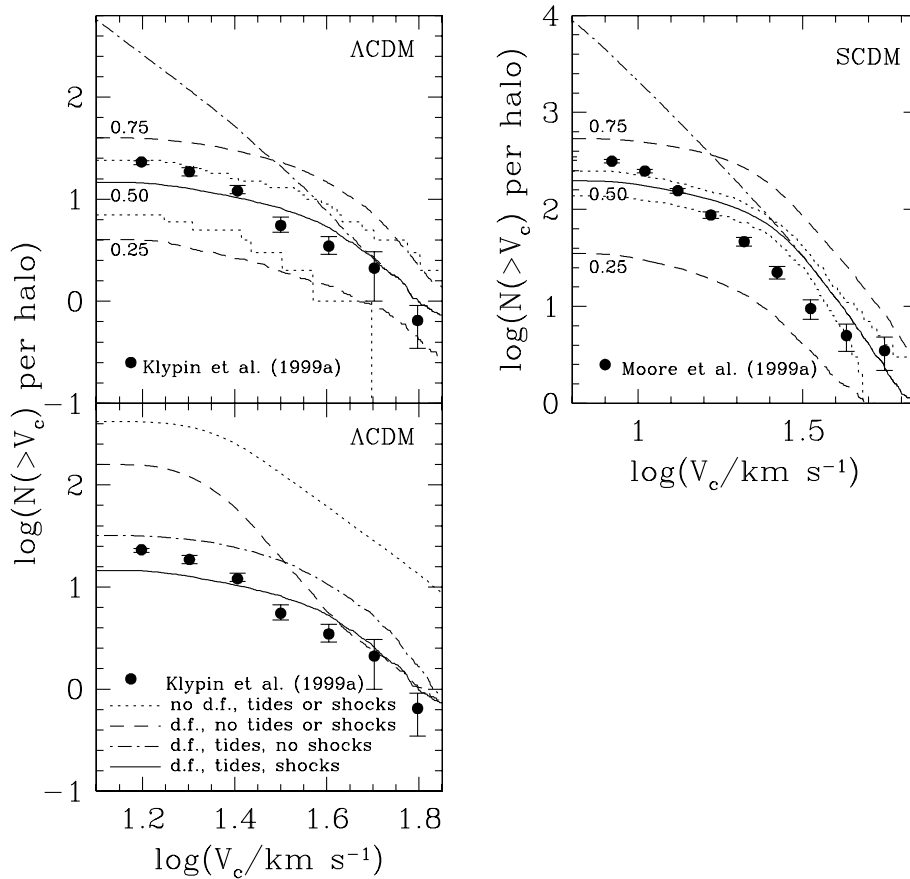 ΛCDM
2
0.75
1
0.50
0.25
0
Klypin et al. (1999a)
−1
4
SCDM
3
0.75
2
0.50
0.25
1
Moore et al. (1999a)
0
1
1.5
log(N(>V_c) per halo)
log(V_c/km s⁻¹)
ΛCDM
2
1
0
Klypin et al. (1999a)
no d.f., tides or shocks
d.f., no tides or shocks
d.f., tides, no shocks
d.f., tides, shocks
−1
1.2
1.4
1.6
1.8
log(N(>V_c) per halo)
log(V_c/km s⁻¹)